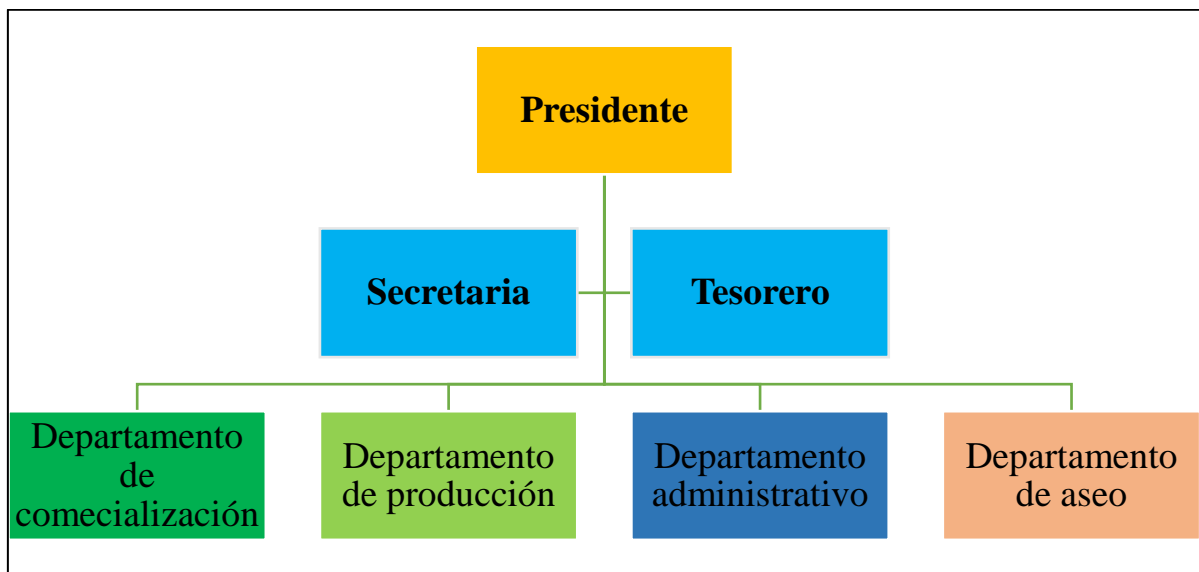 Presidente
Secretaria
Tesorero
Departamento
de
comecialización
Departamento
de producción
Departamento
administrativo
Departamento
de aseo